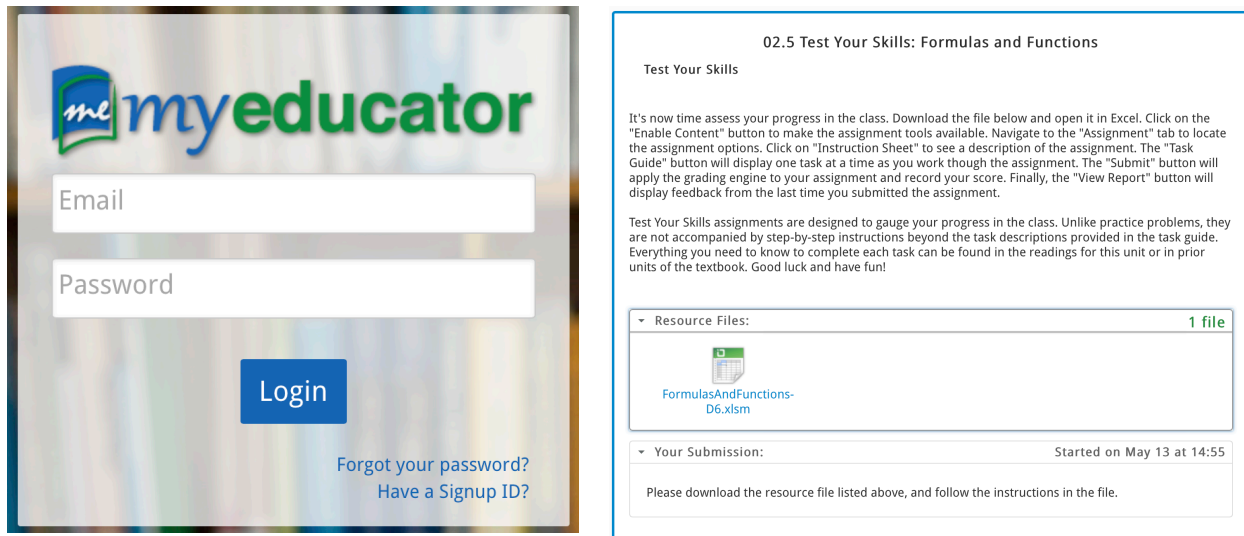 me myeducator
Email
Password
Login
Forgot your password?
Have a Signup ID?
02.5 Test Your Skills: Formulas and Functions
Test Your Skills
It's now time assess your progress in the class. Download the file below and open it in Excel. Click on the
"Enable Content" button to make the assignment tools available. Navigate to the "Assignment" tab to locate
the assignment options. Click on "Instruction Sheet" to see a description of the assignment. The "Task
Guide" button will display one task at a time as you work though the assignment. The "Submit" button will
apply the grading engine to your assignment and record your score. Finally, the "View Report" button will
display feedback from the last time you submitted the assignment.
Test Your Skills assignments are designed to gauge your progress in the class. Unlike practice problems, they
are not accompanied by step-by-step instructions beyond the task descriptions provided in the task guide.
Everything you need to know to complete each task can be found in the readings for this unit or in prior
units of the textbook. Good luck and have fun!
Resource Files: 1 file
FormulasAndFunctions-
D6.xlsm
Your Submission: Started on May 13 at 14:55
Please download the resource file listed above, and follow the instructions in the file.